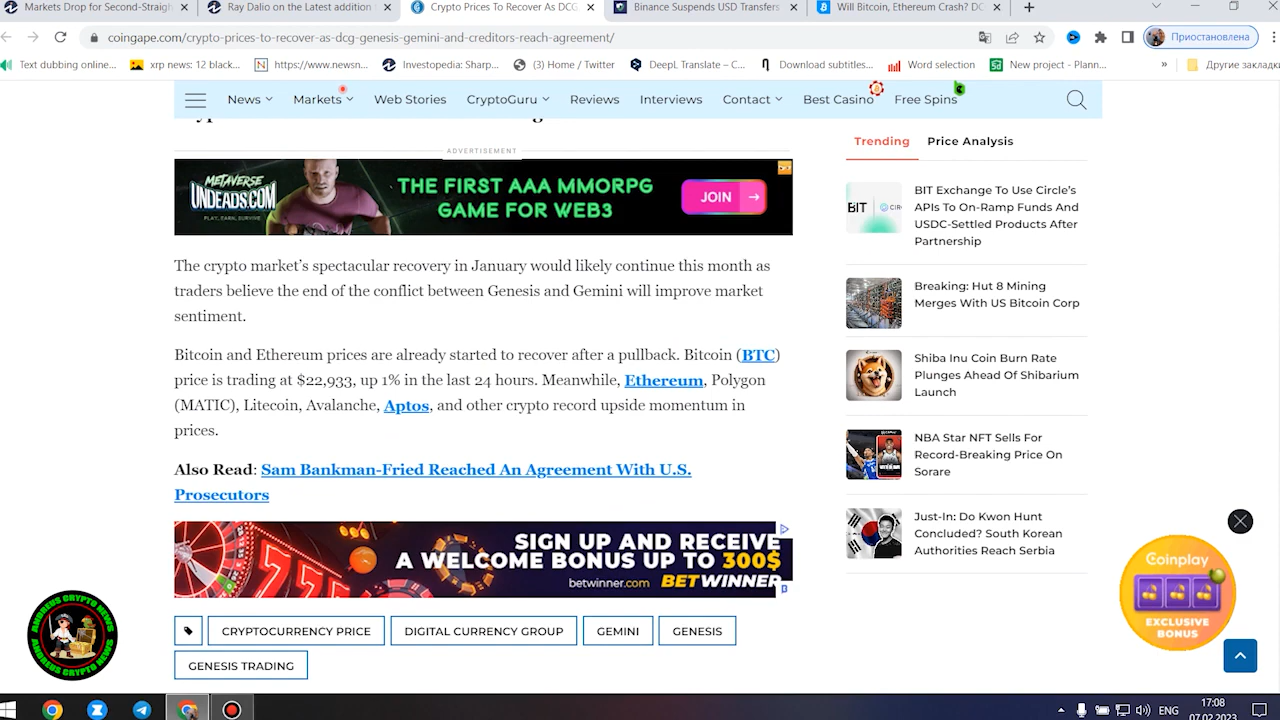 Markets Drop for Second-Straigh
Ray Dalio on the Latest addition
Crypto Prices To Recover As DCG,
Binance Suspends USD Transfers
Will Bitcoin, Ethereum Crash? DC
coingape.com/crypto-prices-to-recover-as-dcg-genesis-gemini-and-creditors-reach-agreement/
Приостановлена
Text dubbing online...
xrp news: 12 black...
https://www.newsn...
Investopedia: Sharp...
(3) Home / Twitter
DeepL Translate – C...
Download subtitles...
Word selection
New project - Plann...
»
Другие закладки
News
Markets
Web Stories
CryptoGuru
Reviews
Interviews
Contact
Best Casino
Free Spins
ADVERTISEMENT
METAVERSE
UNDEADS.COM
PLAY, EARN, SURVIVE
THE FIRST AAA MMORPG
GAME FOR WEB3
JOIN
The crypto market’s spectacular recovery in January would likely continue this month as
traders believe the end of the conflict between Genesis and Gemini will improve market
sentiment.
Bitcoin and Ethereum prices are already started to recover after a pullback. Bitcoin (BTC)
price is trading at $22,933, up 1% in the last 24 hours. Meanwhile, Ethereum, Polygon
(MATIC), Litecoin, Avalanche, Aptos, and other crypto record upside momentum in
prices.
Also Read: Sam Bankman-Fried Reached An Agreement With U.S.
Prosecutors
SIGN UP AND RECEIVE
A WELCOME BONUS UP TO 300$
betwinner.com BETWINNER
CRYPTOCURRENCY PRICE
DIGITAL CURRENCY GROUP
GEMINI
GENESIS
GENESIS TRADING
Trending
Price Analysis
BIT
CIR
BIT Exchange To Use Circle’s
APIs To On-Ramp Funds And
USDC-Settled Products After
Partnership
Breaking: Hut 8 Mining
Merges With US Bitcoin Corp
Shiba Inu Coin Burn Rate
Plunges Ahead Of Shibarium
Launch
NBA Star NFT Sells For
Record-Breaking Price On
Sorare
Just-In: Do Kwon Hunt
Concluded? South Korean
Authorities Reach Serbia
Coinplay
EXCLUSIVE
BONUS
ANDREUS CRYPTO NEWS
ANDREUS CRYPTO NEWS
ENG
17:08
07.02.2023